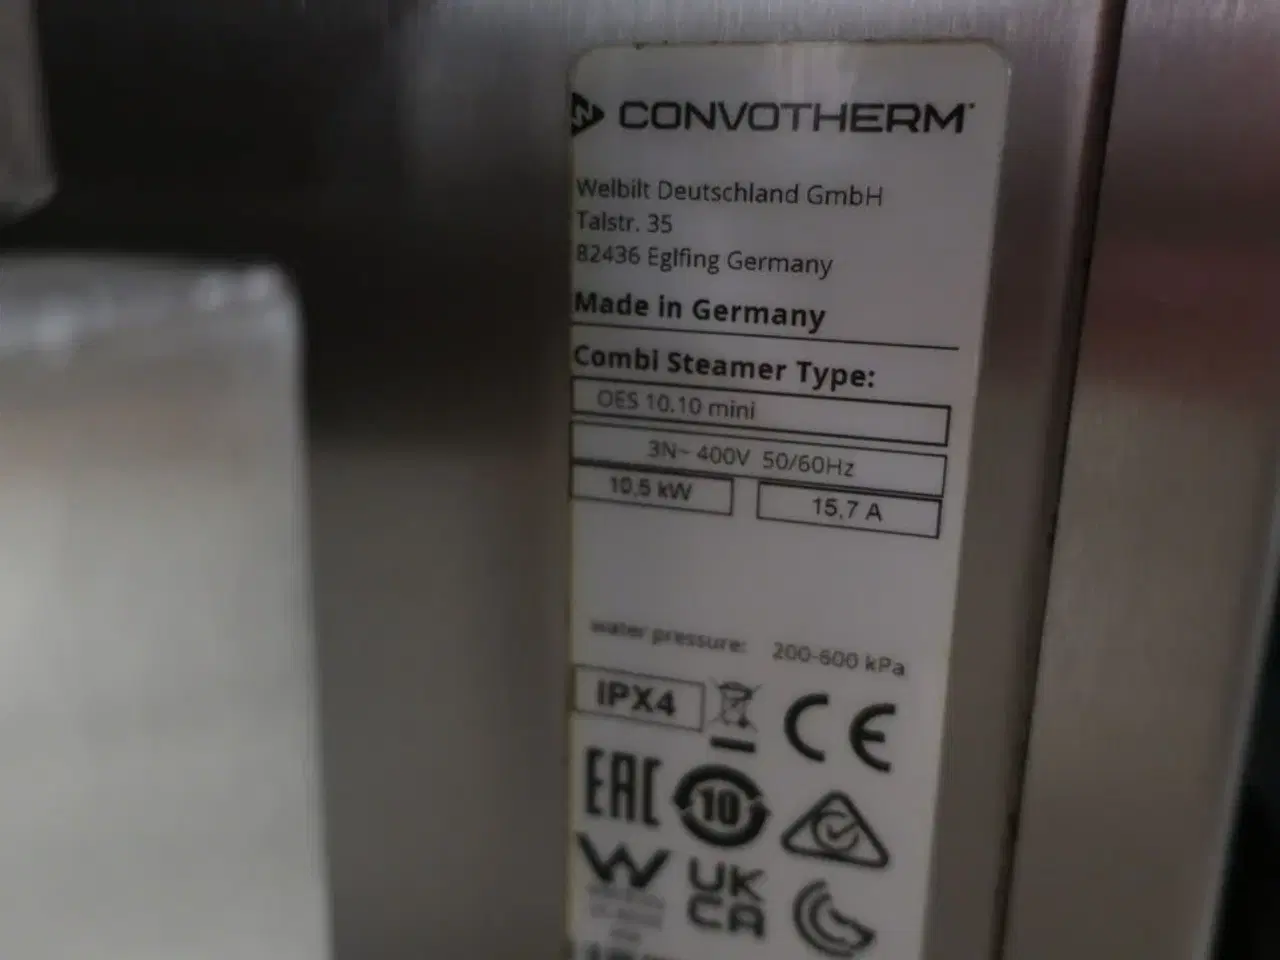 CONVOTHERM
Welbilt Deutschland GmbH
Talstr. 35
82436 Eglfing Germany
Made in Germany
Combi Steamer Type:
OES 10.10 mini
3N~ 400V 50/60Hz
10,5 kW 15,7 A
water pressure: 200-600 kPa
IPX4 CE
EAC 10
W UK
CA